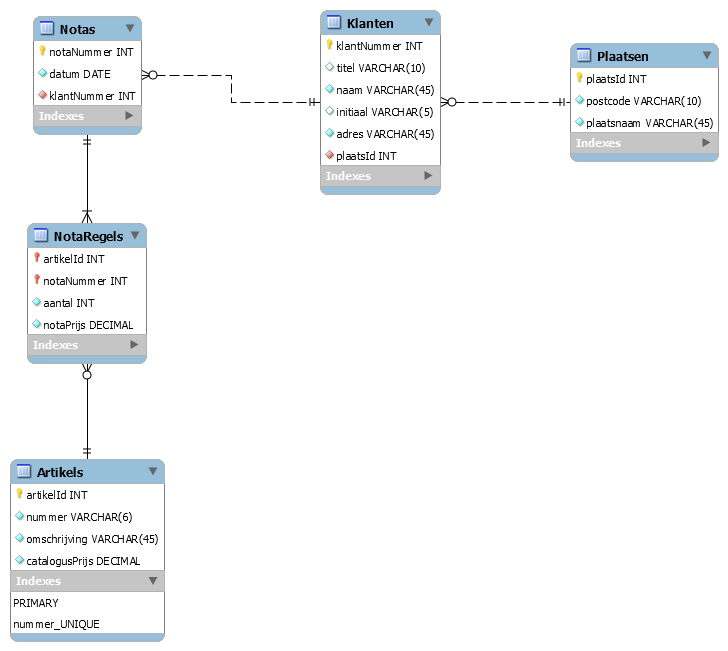 Notas
notaNummer INT
datum DATE
klantNummer INT
Indexes
Klanten
klantNummer INT
titel VARCHAR(10)
naam VARCHAR(45)
initiaal VARCHAR(5)
adres VARCHAR(45)
plaatsId INT
Indexes
Plaatsen
plaatsId INT
postcode VARCHAR(10)
plaatsnaam VARCHAR(45)
Indexes
NotaRegels
artikelId INT
notaNummer INT
aantal INT
notaPrijs DECIMAL
Indexes
Artikels
artikelId INT
nummer VARCHAR(6)
omschrijving VARCHAR(45)
catalogusPrijs DECIMAL
Indexes
PRIMARY
nummer_UNIQUE